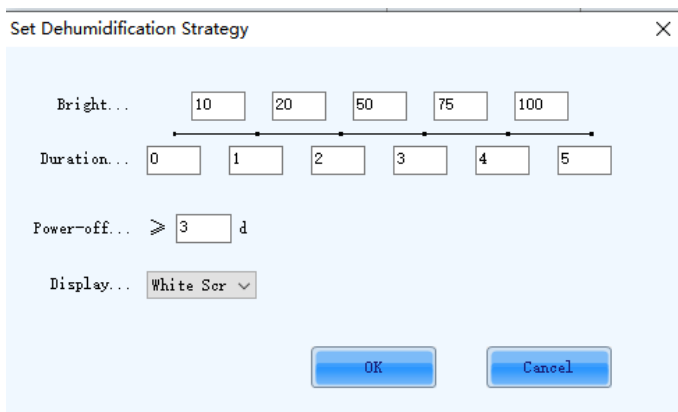 Set Dehumidification Strategy
Bright... 10 20 50 75 100
Duration... 0 1 2 3 4 5
Power-off... ≥ 3 d
Display... White Scr
OK Cancel